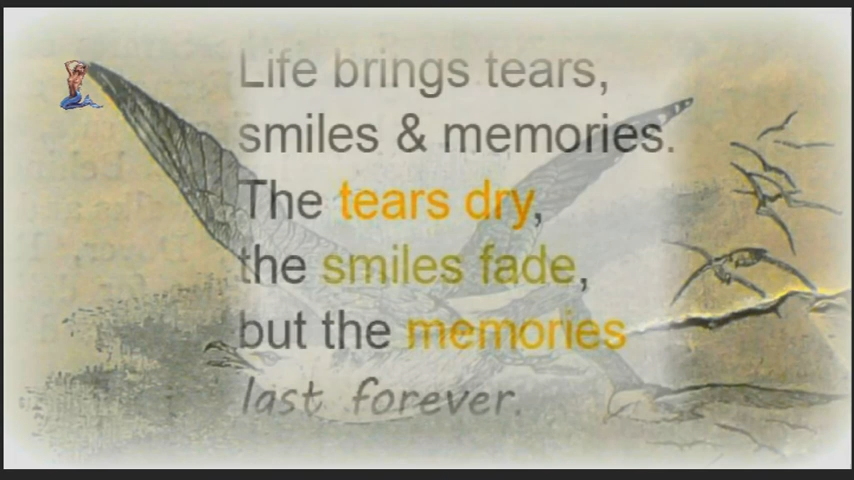 Life brings tears,
smiles & memories.
The tears dry,
the smiles fade,
but the memories
last forever.